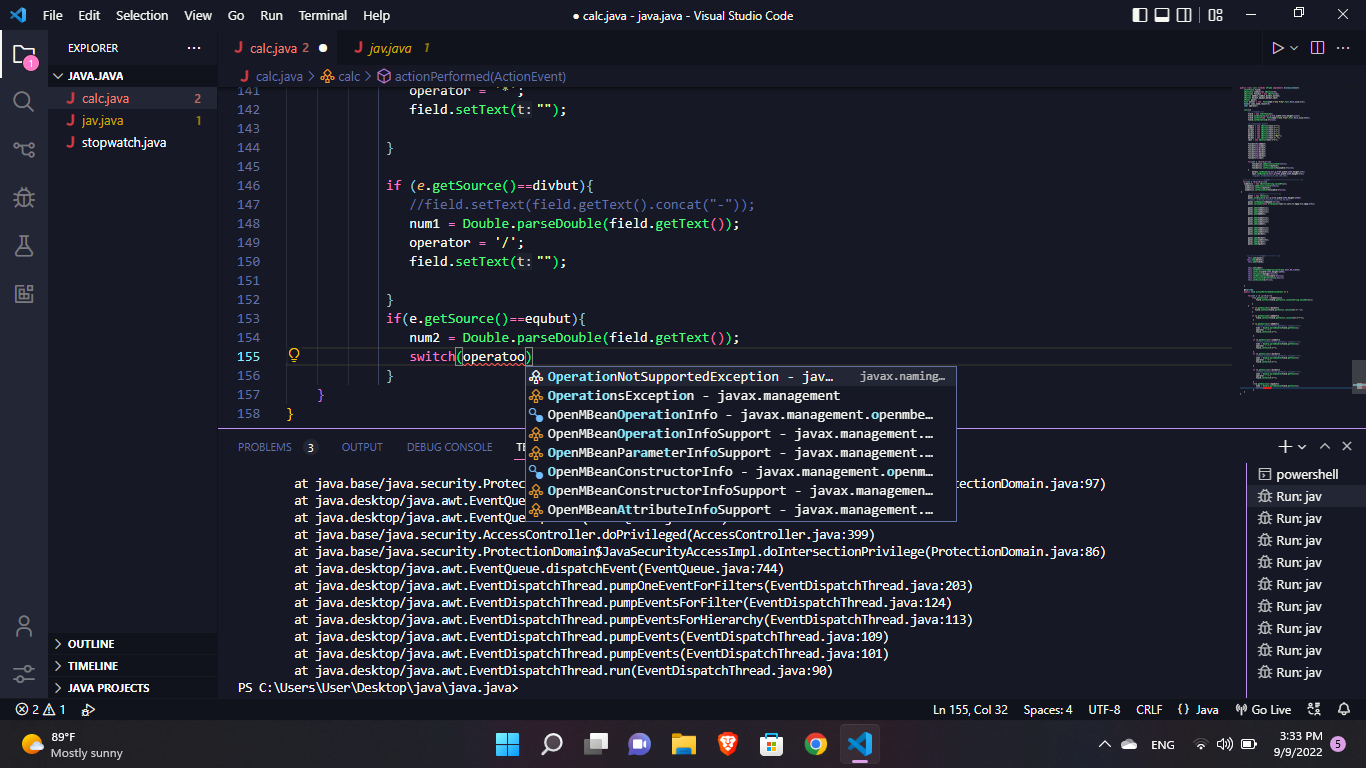 File Edit Selection View Go Run Terminal Help
● calc.java - java.java - Visual Studio Code
EXPLORER
JAVA.JAVA
J calc.java 2
J jav.java 1
J stopwatch.java
OUTLINE
TIMELINE
JAVA PROJECTS
J calc.java 2 ●
J jav.java 1
J calc.java > calc > actionPerformed(ActionEvent)
141 operator = '*';
142 field.setText(t: "");
143
144 }
145
146 if (e.getSource()==divbut){
147 //field.setText(field.getText().concat("-"));
148 num1 = Double.parseDouble(field.getText());
149 operator = '/';
150 field.setText(t: "");
151
152 }
153 if(e.getSource()==equbut){
154 num2 = Double.parseDouble(field.getText());
155 switch(operatoo)
156 }
157 }
158 }
OperationNotSupportedException - jav… javax.naming…
OperationsException - javax.management
OpenMBeanOperationInfo - javax.management.openmbe…
OpenMBeanOperationInfoSupport - javax.management.…
OpenMBeanParameterInfoSupport - javax.management.…
OpenMBeanConstructorInfo - javax.management.openm…
OpenMBeanConstructorInfoSupport - javax.managemen…
OpenMBeanAttributeInfoSupport - javax.management.…
PROBLEMS 3 OUTPUT DEBUG CONSOLE TE
at java.base/java.security.Prote ctionDomain.java:97)
at java.desktop/java.awt.EventQueue
at java.desktop/java.awt.
at java.base/java.security.AccessController.doPrivileged(AccessController.java:399)
at java.base/java.security.ProtectionDomain$JavaSecurityAccessImpl.doIntersectionPrivilege(ProtectionDomain.java:86)
at java.desktop/java.awt.EventQueue.dispatchEvent(EventQueue.java:744)
at java.desktop/java.awt.EventDispatchThread.pumpOneEventForFilters(EventDispatchThread.java:203)
at java.desktop/java.awt.EventDispatchThread.pumpEventsForFilter(EventDispatchThread.java:124)
at java.desktop/java.awt.EventDispatchThread.pumpEventsForHierarchy(EventDispatchThread.java:113)
at java.desktop/java.awt.EventDispatchThread.pumpEvents(EventDispatchThread.java:109)
at java.desktop/java.awt.EventDispatchThread.pumpEvents(EventDispatchThread.java:101)
at java.desktop/java.awt.EventDispatchThread.run(EventDispatchThread.java:90)
PS C:\Users\User\Desktop\java\java.java>
powershell
Run: jav
Run: jav
Run: jav
Run: jav
Run: jav
Run: jav
Run: jav
Run: jav
Run: jav
2 1
Ln 155, Col 32 Spaces: 4 UTF-8 CRLF {} Java Go Live
89°F
Mostly sunny
ENG
3:33 PM
9/9/2022
5